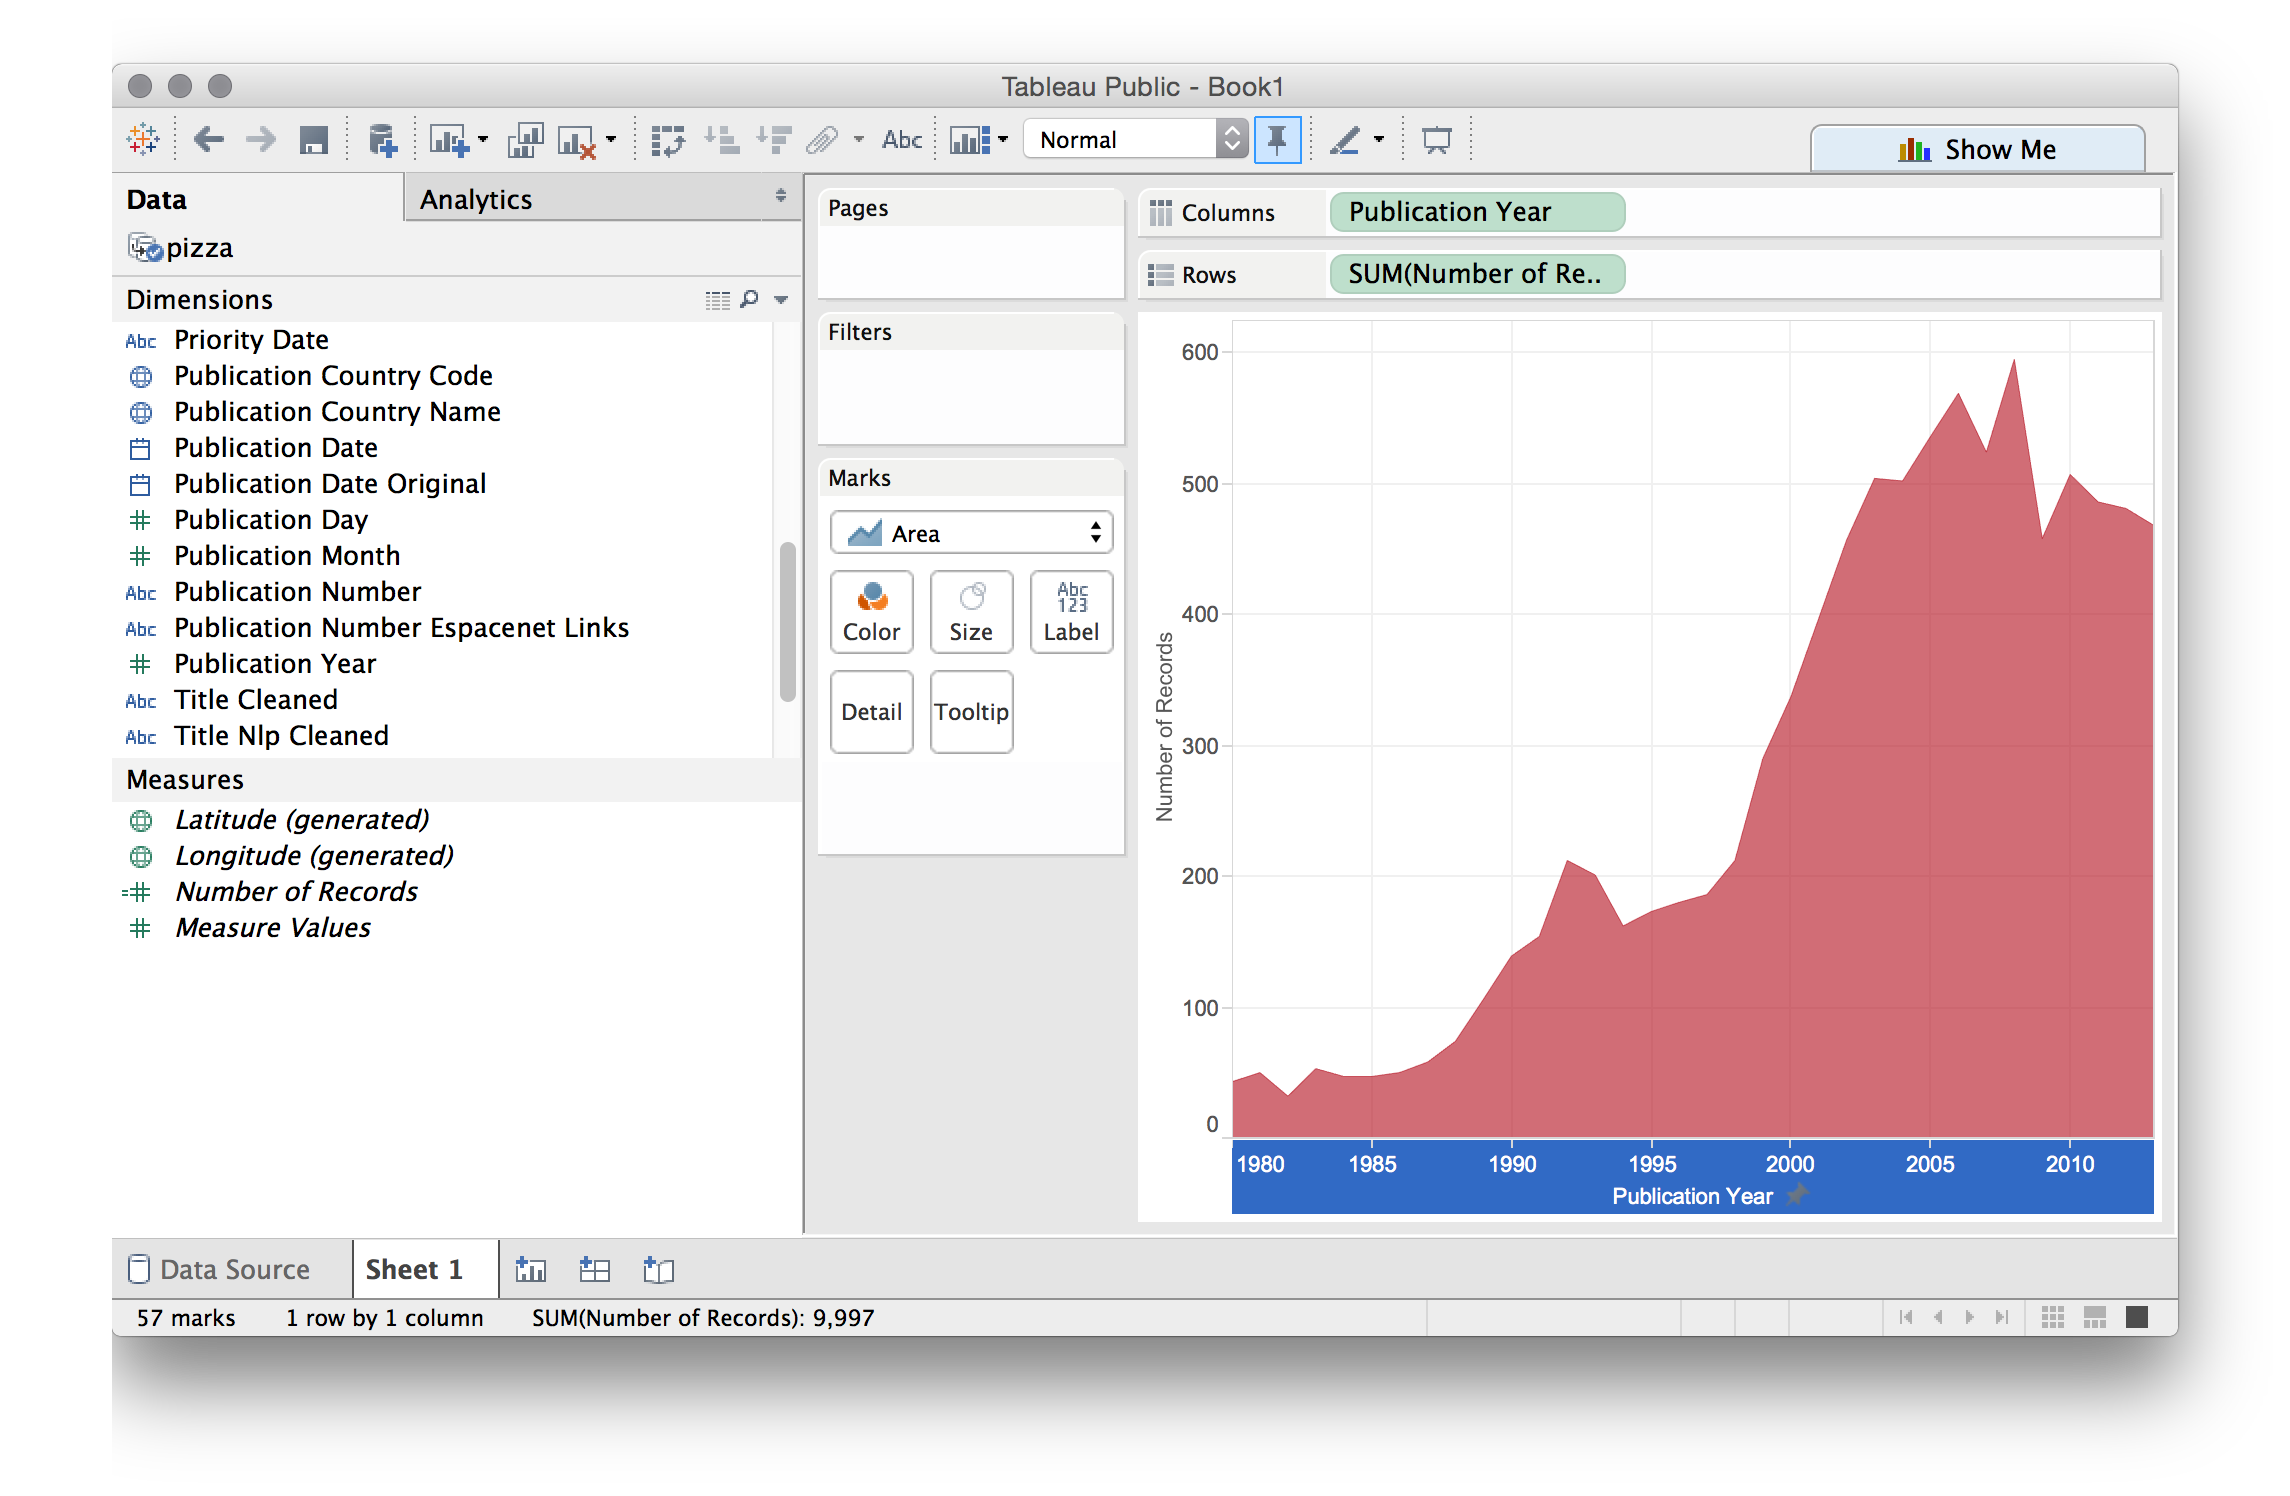 Tableau Public - Book1
Abc
Normal
Show Me
Data
Analytics
pizza
Dimensions
Abc Priority Date
Publication Country Code
Publication Country Name
Publication Date
Publication Date Original
# Publication Day
# Publication Month
Abc Publication Number
Abc Publication Number Espacenet Links
# Publication Year
Abc Title Cleaned
Abc Title Nlp Cleaned
Measures
Latitude (generated)
Longitude (generated)
=# Number of Records
# Measure Values
Pages
Filters
Marks
Area
Color
Size
Abc
123
Label
Detail
Tooltip
Columns
Publication Year
Rows
SUM(Number of Re..
600
500
400
300
200
100
0
Number of Records
1980 1985 1990 1995 2000 2005 2010
Publication Year
Data Source
Sheet 1
57 marks
1 row by 1 column
SUM(Number of Records): 9,997